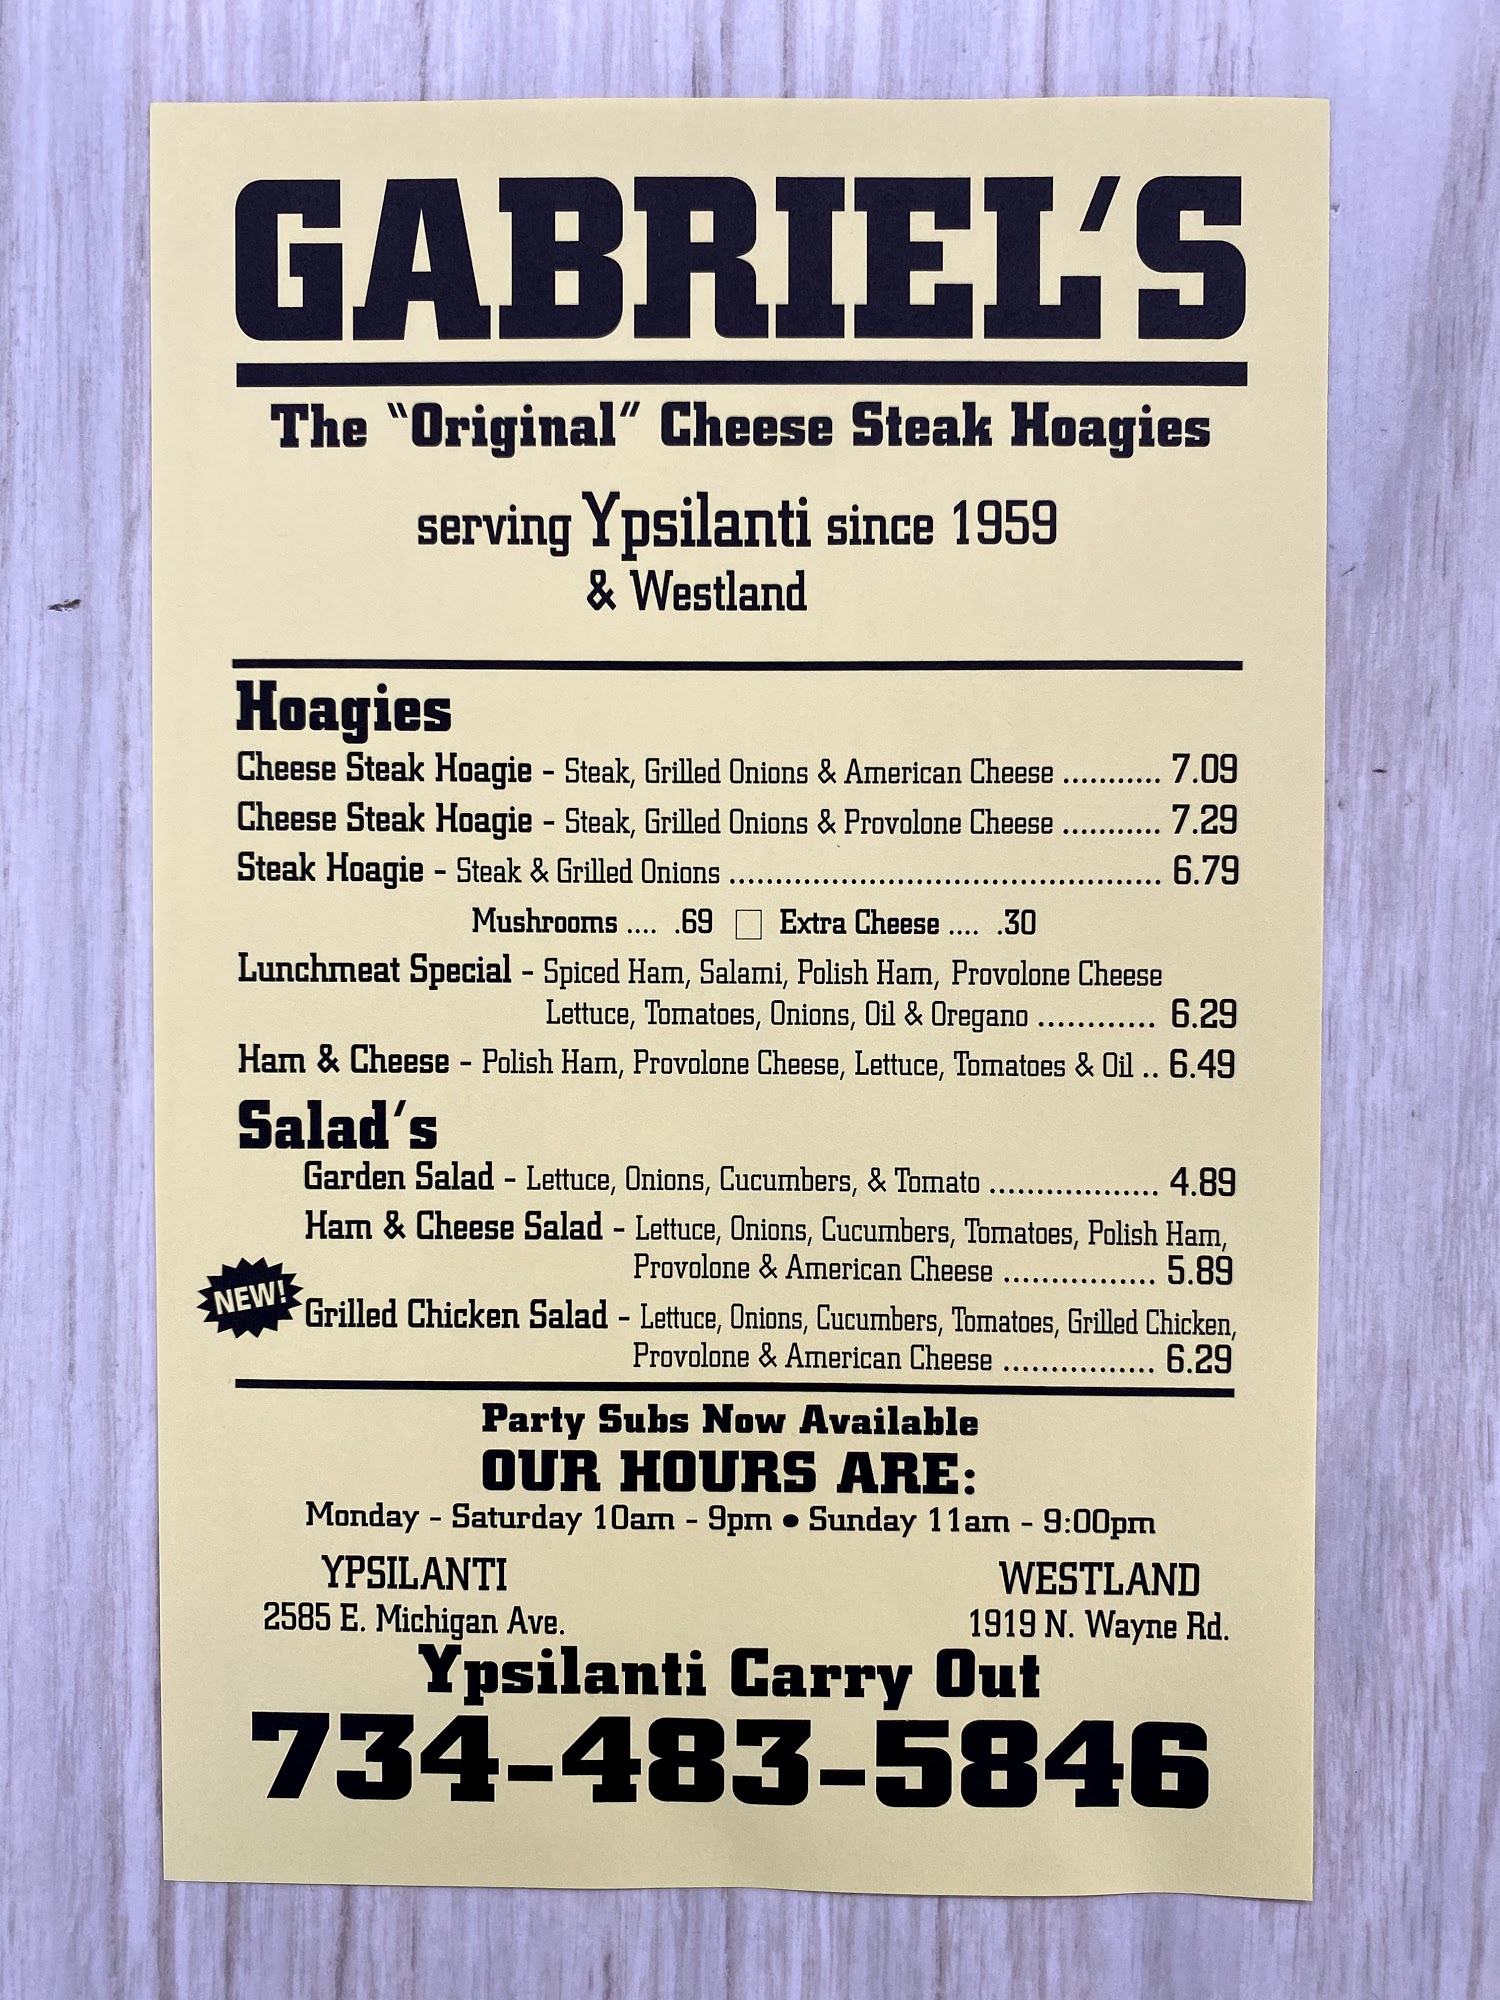 GABRIEL'S
The "Original" Cheese Steak Hoagies
serving Ypsilanti since 1959
& Westland
Hoagies
Cheese Steak Hoagie - Steak, Grilled Onions & American Cheese ........... 7.09
Cheese Steak Hoagie - Steak, Grilled Onions & Provolone Cheese ........... 7.29
Steak Hoagie - Steak & Grilled Onions ............................................... 6.79
Mushrooms .... .69 □ Extra Cheese .... .30
Lunchmeat Special - Spiced Ham, Salami, Polish Ham, Provolone Cheese
Lettuce, Tomatoes, Onions, Oil & Oregano ............. 6.29
Ham & Cheese - Polish Ham, Provolone Cheese, Lettuce, Tomatoes & Oil .. 6.49
Salad's
Garden Salad - Lettuce, Onions, Cucumbers, & Tomato .................. 4.89
Ham & Cheese Salad - Lettuce, Onions, Cucumbers, Tomatoes, Polish Ham,
Provolone & American Cheese ................ 5.89
NEW!
Grilled Chicken Salad - Lettuce, Onions, Cucumbers, Tomatoes, Grilled Chicken,
Provolone & American Cheese ................ 6.29
Party Subs Now Available
OUR HOURS ARE:
Monday - Saturday 10am - 9pm • Sunday 11am - 9:00pm
YPSILANTI WESTLAND
2585 E. Michigan Ave. 1919 N. Wayne Rd.
Ypsilanti Carry Out
734-483-5846